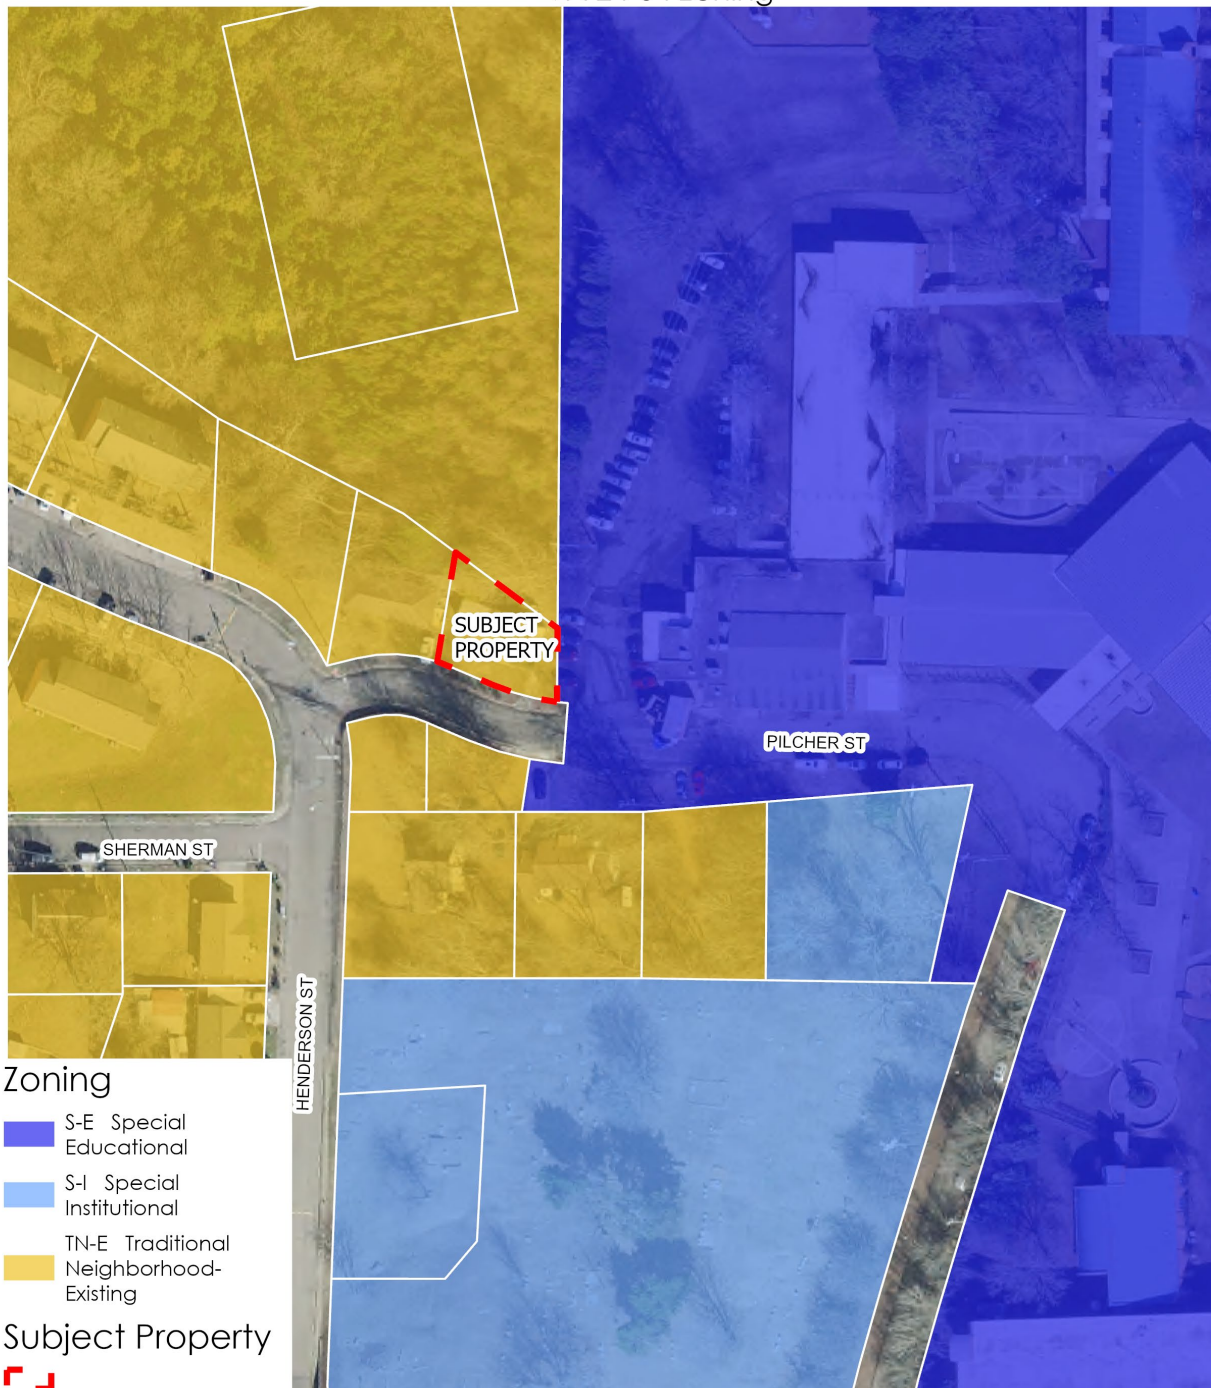 SUBJECT
PROPERTY
PILCHER ST
SHERMAN ST
HENDERSON ST
Zoning
S-E Special
Educational
S-I Special
Institutional
TN-E Traditional
Neighborhood-
Existing
Subject Property